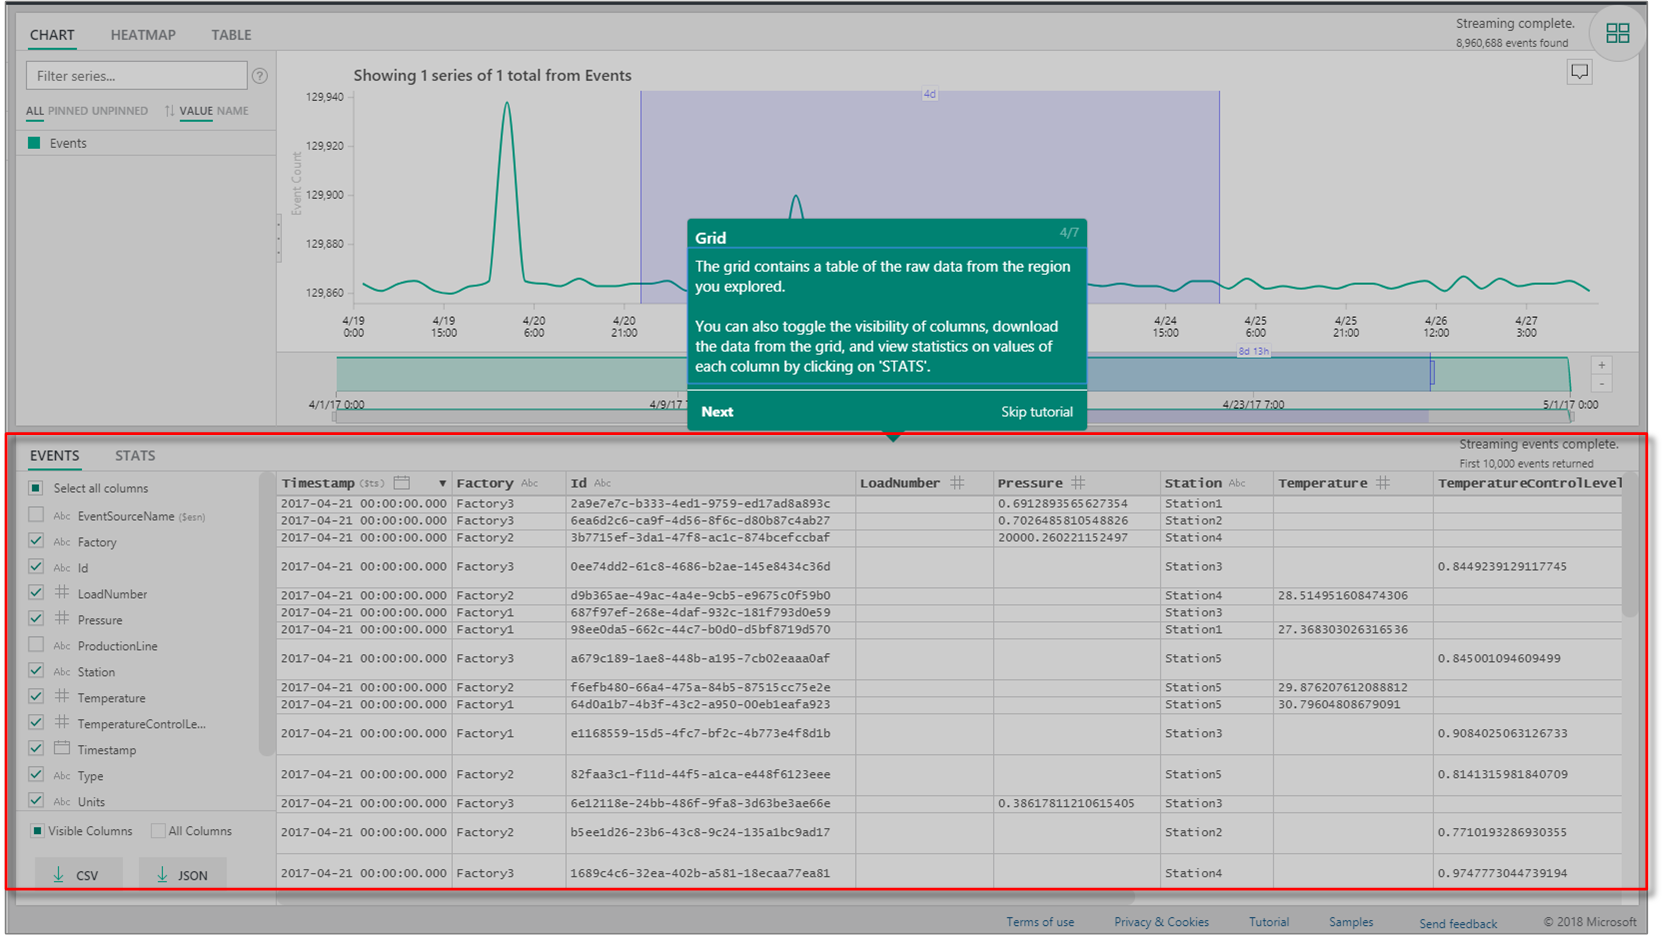 CHART HEATMAP TABLE
Streaming complete.
8,960,688 events found
Filter series... ?
ALL PINNED UNPINNED VALUE NAME
Events
Showing 1 series of 1 total from Events
Event Count
129,940
129,920
129,900
129,880
129,860
4d
4/19 0:00
4/19 15:00
4/20 6:00
4/20 21:00
4/24 15:00
4/25 6:00
4/25 21:00
4/26 12:00
4/27 3:00
8d 13h
+
-
4/1/17 0:00
4/9/17
4/23/17 7:00
5/1/17 0:00
Grid 4/7
The grid contains a table of the raw data from the region
you explored.
You can also toggle the visibility of columns, download
the data from the grid, and view statistics on values of
each column by clicking on 'STATS'.
Next Skip tutorial
EVENTS STATS
Streaming events complete.
First 10,000 events returned
Select all columns
Abc EventSourceName ($esn)
Abc Factory
Abc Id
LoadNumber
Pressure
Abc ProductionLine
Abc Station
Temperature
TemperatureControlLe...
Timestamp
Abc Type
Abc Units
Visible Columns All Columns
CSV JSON
Timestamp ($ts) Factory Abc Id Abc LoadNumber Pressure Station Abc Temperature TemperatureControlLevel
2017-04-21 00:00:00.000 Factory3 2a9e7e7c-b333-4ed1-9759-ed17ad8a893c 0.6912893565627354 Station1
2017-04-21 00:00:00.000 Factory3 6ea6d2c6-ca9f-4d56-8f6c-d80b87c4ab27 0.7026485810548826 Station2
2017-04-21 00:00:00.000 Factory2 3b7715ef-3da1-47f8-ac1c-874bcefccbaf 20000.260221152497 Station4
2017-04-21 00:00:00.000 Factory3 0ee74dd2-61c8-4686-b2ae-145e8434c36d Station3 0.8449239129117745
2017-04-21 00:00:00.000 Factory2 d9b365ae-49ac-4a4e-9cb5-e9675c0f59b0 Station4 28.514951608474306
2017-04-21 00:00:00.000 Factory1 687f97ef-268e-4daf-932c-181f793d0e59 Station3
2017-04-21 00:00:00.000 Factory1 98ee0da5-662c-44c7-b0d0-d5bf8719d570 Station1 27.368303026316536
2017-04-21 00:00:00.000 Factory3 a679c189-1ae8-448b-a195-7cb02eaaa0af Station5 0.845001094609499
2017-04-21 00:00:00.000 Factory2 f6efb480-66a4-475a-84b5-87515cc75e2e Station5 29.876207612088812
2017-04-21 00:00:00.000 Factory1 64d0a1b7-4b3f-43c2-a950-00eb1eafa923 Station5 30.79604808679091
2017-04-21 00:00:00.000 Factory1 e1168559-15d5-4fc7-bf2c-4b773e4f8d1b Station3 0.9084025063126733
2017-04-21 00:00:00.000 Factory2 82faa3c1-f11d-44f5-a1ca-e448f6123eee Station5 0.8141315981840709
2017-04-21 00:00:00.000 Factory3 6e12118e-24bb-486f-9fa8-3d63be3ae66e 0.38617811210615405 Station3
2017-04-21 00:00:00.000 Factory2 b5ee1d26-23b6-43c8-9c24-135a1bc9ad17 Station2 0.7710193286930355
2017-04-21 00:00:00.000 Factory3 1689c4c6-32ea-402b-a581-18ecaa77ea81 Station4 0.9747773044739194
Terms of use Privacy & Cookies Tutorial Samples Send feedback © 2018 Microsoft